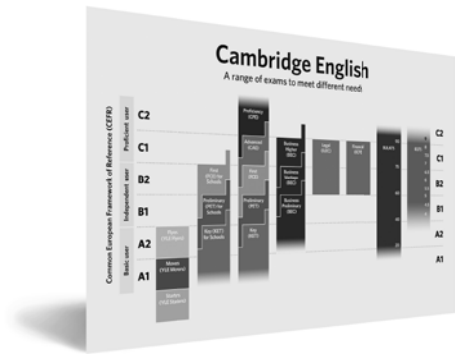 Cambridge English
A range of exams to meet different needs
Common European Framework of Reference (CEFR)
Proficient user
Independent user
Basic user
C2
C1
B2
B1
A2
A1
Proficiency
(CPE)
Advanced
(CAE)
First
(FCE) for
Schools
First
(FCE)
Preliminary
(PET) for
Schools
Preliminary
(PET)
Key (KET)
for
Schools
Key
(KET)
Flyers
(YLE Flyers)
Movers
(YLE Movers)
Starters
(YLE Starters)
Business
Higher
(BEC)
Business
Vantage
(BEC)
Business
Preliminary
(BEC)
Legal
(ILEC)
Financial
(ICFE)
BULATS
IELTS
C2
C1
B2
B1
A2
A1